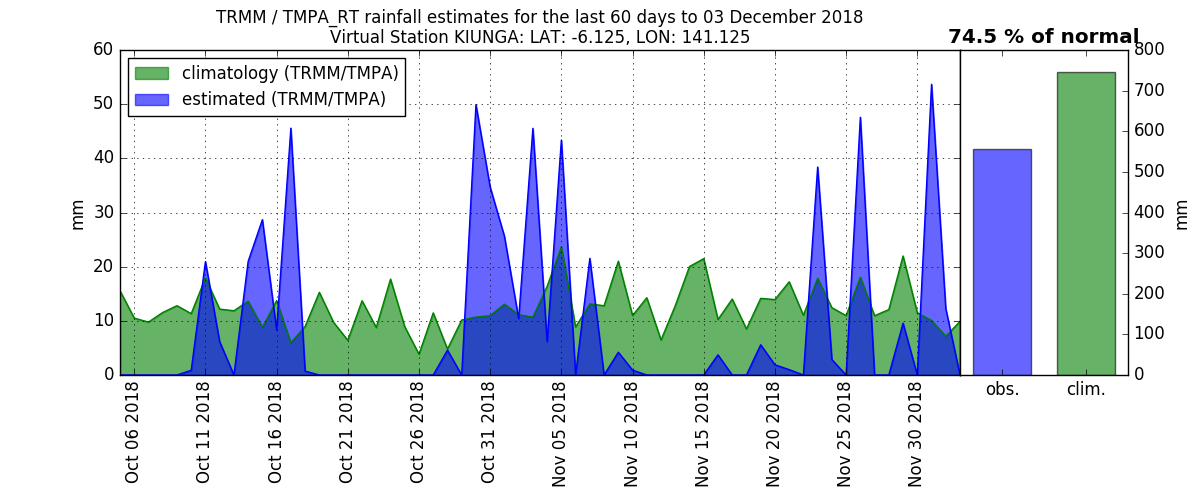 TRMM / TMPA_RT rainfall estimates for the last 60 days to 03 December 2018
Virtual Station KIUNGA: LAT: -6.125, LON: 141.125
74.5 % of normal
climatology (TRMM/TMPA)
estimated (TRMM/TMPA)
60
50
40
30
20
10
0
mm
Oct 06 2018
Oct 11 2018
Oct 16 2018
Oct 21 2018
Oct 26 2018
Oct 31 2018
Nov 05 2018
Nov 10 2018
Nov 15 2018
Nov 20 2018
Nov 25 2018
Nov 30 2018
obs.
clim.
800
700
600
500
400
300
200
100
0
mm